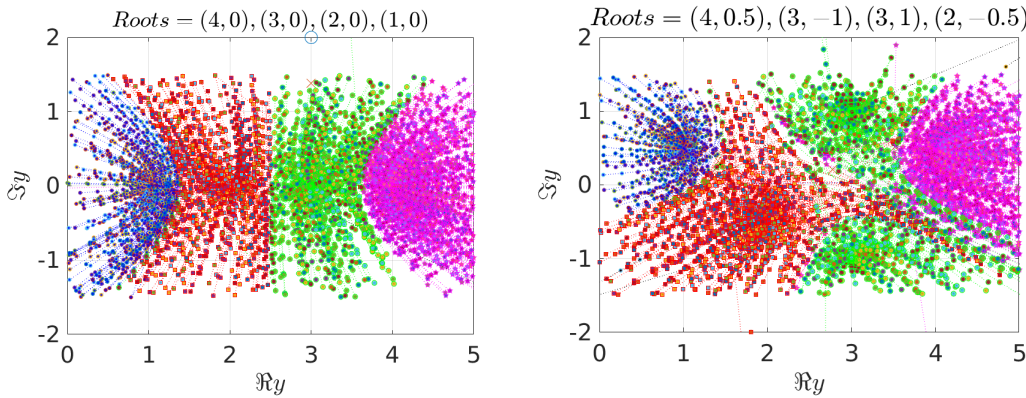 Roots = (4, 0), (3, 0), (2, 0), (1, 0)
2
1
0
-1
-2
ℑy
0 1 2 3 4 5
ℜy
Roots = (4, 0.5), (3, −1), (3, 1), (2, −0.5)
2
1
0
-1
-2
ℑy
0 1 2 3 4 5
ℜy